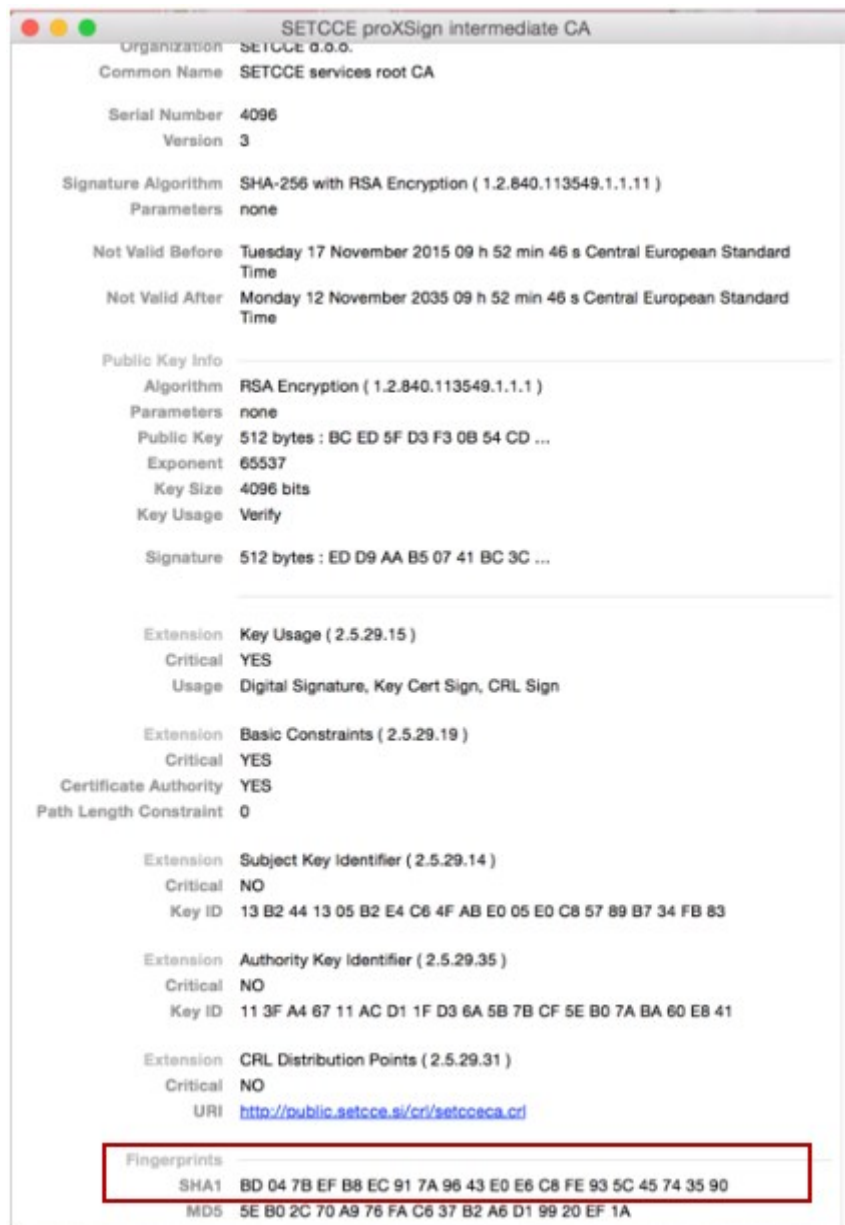 SETCCE proXSign intermediate CA
Organization SETCCE d.o.o.
Common Name SETCCE services root CA
Serial Number 4096
Version 3
Signature Algorithm SHA-256 with RSA Encryption ( 1.2.840.113549.1.1.11 )
Parameters none
Not Valid Before Tuesday 17 November 2015 09 h 52 min 46 s Central European Standard
Time
Not Valid After Monday 12 November 2035 09 h 52 min 46 s Central European Standard
Time
Public Key Info
Algorithm RSA Encryption ( 1.2.840.113549.1.1.1 )
Parameters none
Public Key 512 bytes : BC ED 5F D3 F3 0B 54 CD ...
Exponent 65537
Key Size 4096 bits
Key Usage Verify
Signature 512 bytes : ED D9 AA B5 07 41 BC 3C ...
Extension Key Usage ( 2.5.29.15 )
Critical YES
Usage Digital Signature, Key Cert Sign, CRL Sign
Extension Basic Constraints ( 2.5.29.19 )
Critical YES
Certificate Authority YES
Path Length Constraint 0
Extension Subject Key Identifier ( 2.5.29.14 )
Critical NO
Key ID 13 B2 44 13 05 B2 E4 C6 4F AB E0 05 E0 C8 57 89 B7 34 FB 83
Extension Authority Key Identifier ( 2.5.29.35 )
Critical NO
Key ID 11 3F A4 67 11 AC D1 1F D3 6A 5B 7B CF 5E B0 7A BA 60 E8 41
Extension CRL Distribution Points ( 2.5.29.31 )
Critical NO
URI http://public.setcce.si/crl/setcceca.crl
Fingerprints
SHA1 BD 04 7B EF B8 EC 91 7A 96 43 E0 E6 C8 FE 93 5C 45 74 35 90
MD5 5E B0 2C 70 A9 76 FA C6 37 B2 A6 D1 99 20 EF 1A